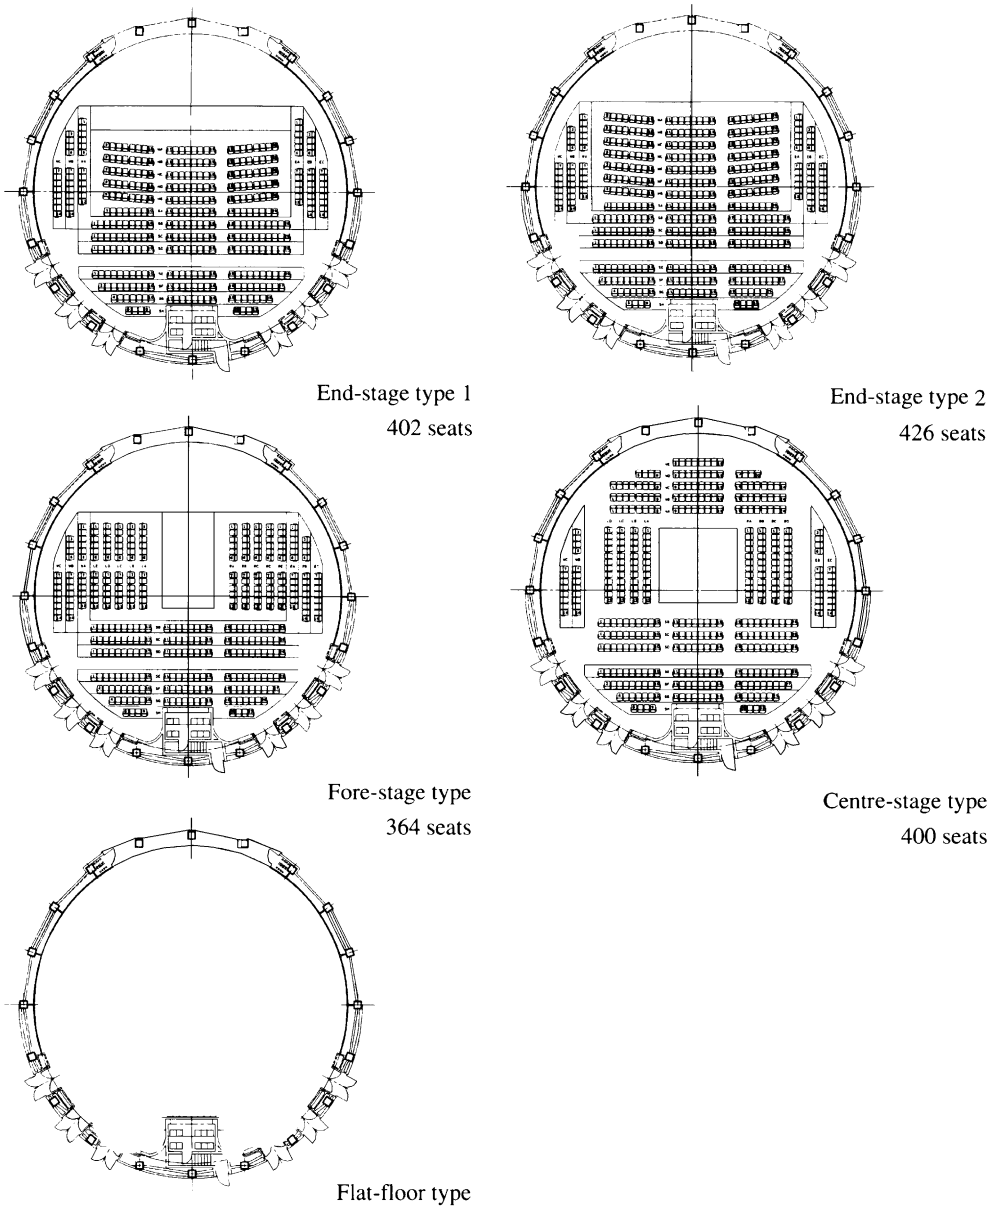 End-stage type 1
402 seats
End-stage type 2
426 seats
Fore-stage type
364 seats
Centre-stage type
400 seats
Flat-floor type